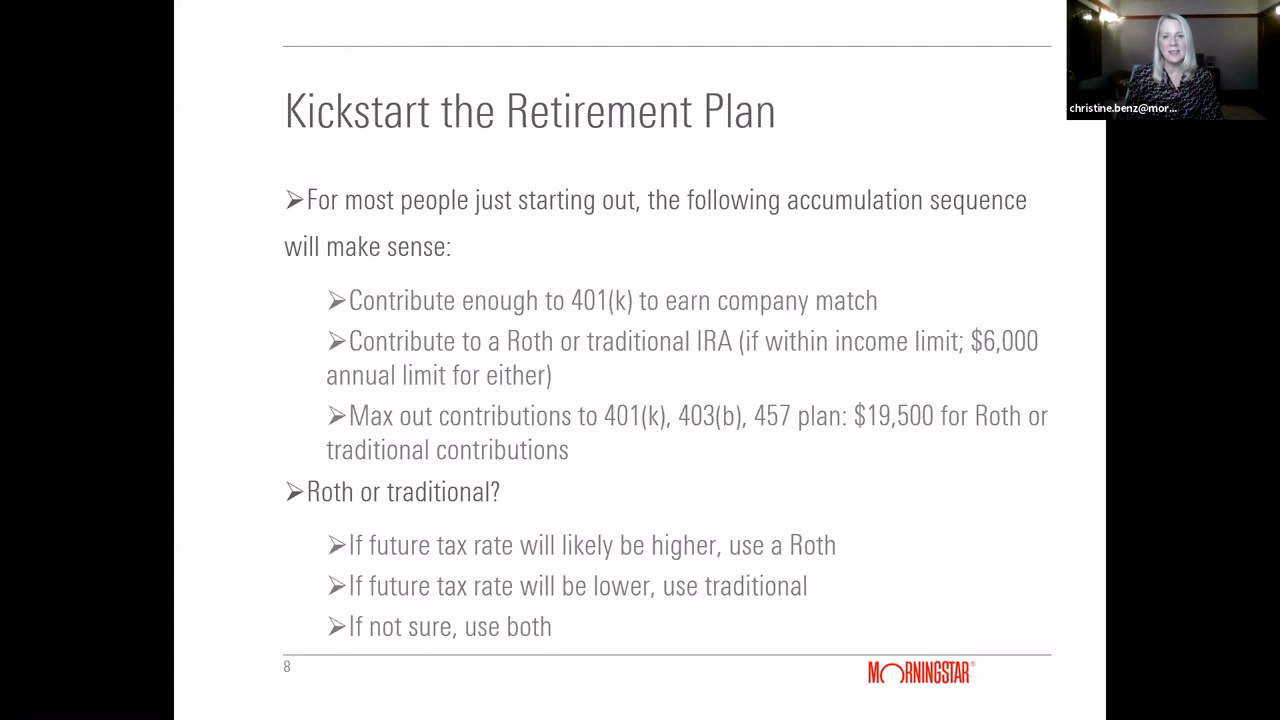 christine.benz@mor...
Kickstart the Retirement Plan
➢For most people just starting out, the following accumulation sequence
will make sense:
➢Contribute enough to 401(k) to earn company match
➢Contribute to a Roth or traditional IRA (if within income limit; $6,000
annual limit for either)
➢Max out contributions to 401(k), 403(b), 457 plan: $19,500 for Roth or
traditional contributions
➢Roth or traditional?
➢If future tax rate will likely be higher, use a Roth
➢If future tax rate will be lower, use traditional
➢If not sure, use both
8
MORNINGSTAR®